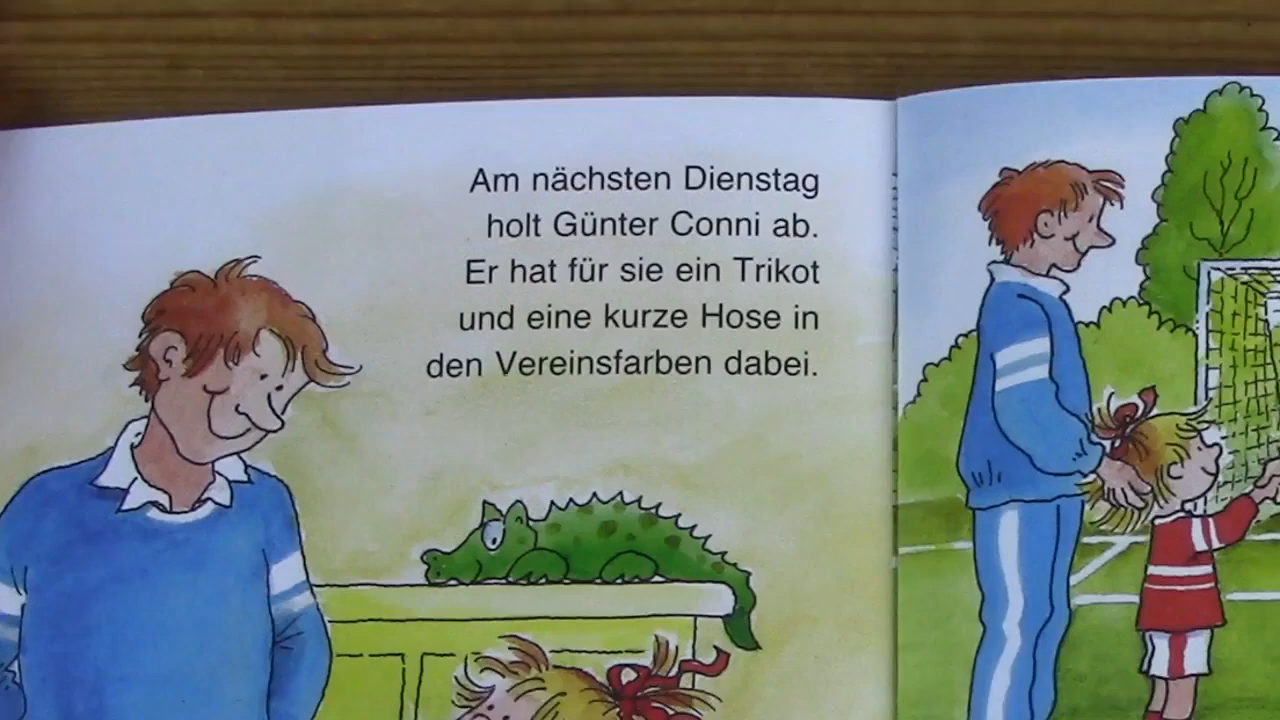 Am nächsten Dienstag
holt Günter Conni ab.
Er hat für sie ein Trikot
und eine kurze Hose in
den Vereinsfarben dabei.